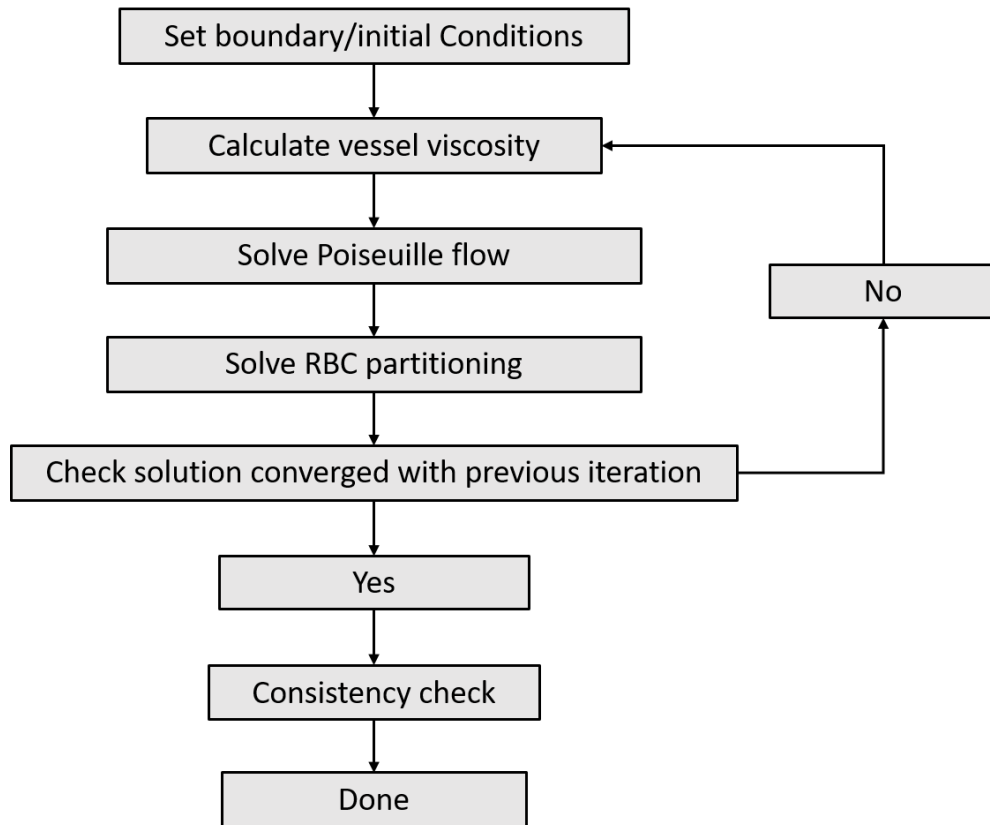 Set boundary/initial Conditions
Calculate vessel viscosity
Solve Poiseuille flow
No
Solve RBC partitioning
Check solution converged with previous iteration
Yes
Consistency check
Done